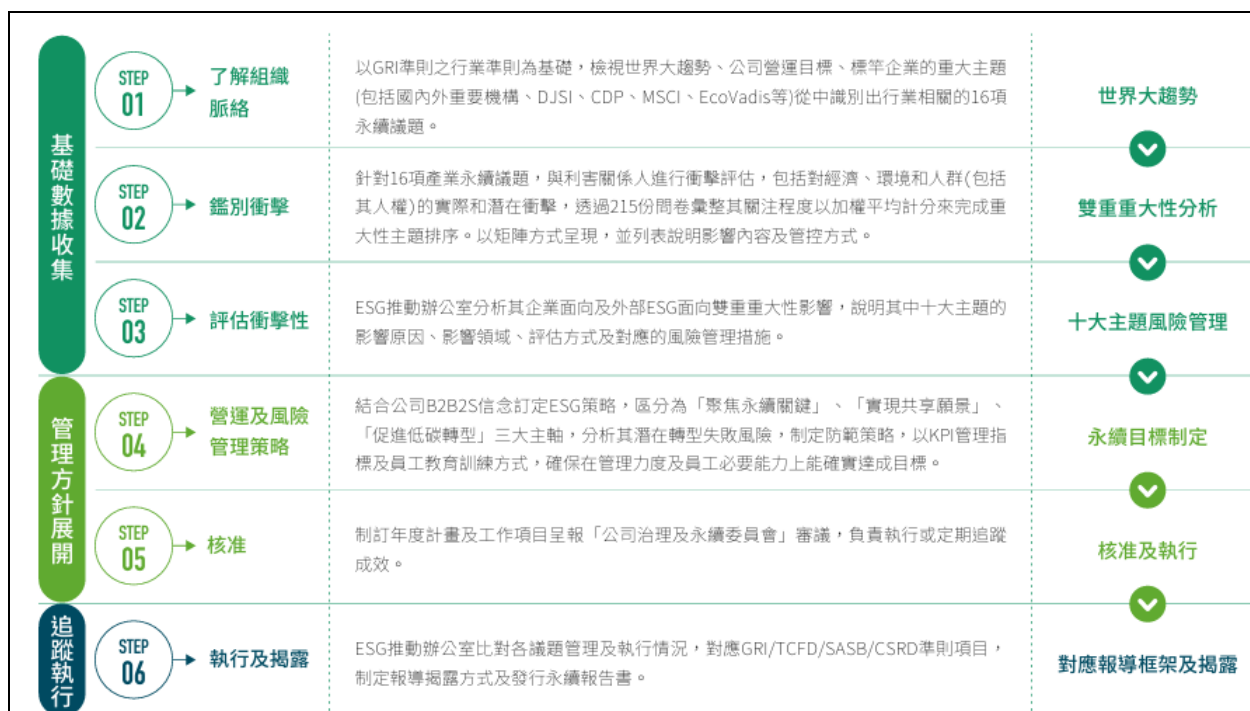 基礎數據收集
STEP
01
了解組織
脈絡
以GRI準則之行業準則為基礎，檢視世界大趨勢、公司營運目標、標竿企業的重大主題
(包括國內外重要機構、DJSI、CDP、MSCI、EcoVadis等)從中識別出行業相關的16項
永續議題。
世界大趨勢
STEP
02
鑑別衝擊
針對16項產業永續議題，與利害關係人進行衝擊評估，包括對經濟、環境和人群(包括
其人權)的實際和潛在衝擊，透過215份問卷彙整其關注程度以加權平均計分來完成重
大性主題排序。以矩陣方式呈現，並列表說明影響內容及管控方式。
雙重重大性分析
STEP
03
評估衝擊性
ESG推動辦公室分析其企業面向及外部ESG面向雙重重大性影響，說明其中十大主題的
影響原因、影響領域、評估方式及對應的風險管理措施。
十大主題風險管理
管理方針展開
STEP
04
營運及風險
管理策略
結合公司B2B2S信念訂定ESG策略，區分為「聚焦永續關鍵」、「實現共享願景」、
「促進低碳轉型」三大主軸，分析其潛在轉型失敗風險，制定防範策略，以KPI管理指
標及員工教育訓練方式，確保在管理力度及員工必要能力上能確實達成目標。
永續目標制定
STEP
05
核准
制訂年度計畫及工作項目呈報「公司治理及永續委員會」審議，負責執行或定期追蹤
成效。
核准及執行
追蹤執行
STEP
06
執行及揭露
ESG推動辦公室比對各議題管理及執行情況，對應GRI/TCFD/SASB/CSRD準則項目，
制定報導揭露方式及發行永續報告書。
對應報導框架及揭露